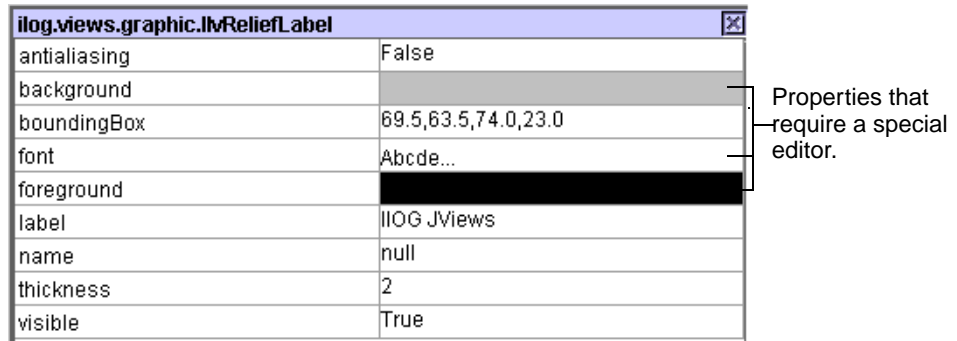 ilog.views.graphic.IlvReliefLabel
antialiasing False
background
boundingBox 69.5,63.5,74.0,23.0
font Abcde...
foreground
label IlOG JViews
name null
thickness 2
visible True
Properties that
require a special
editor.